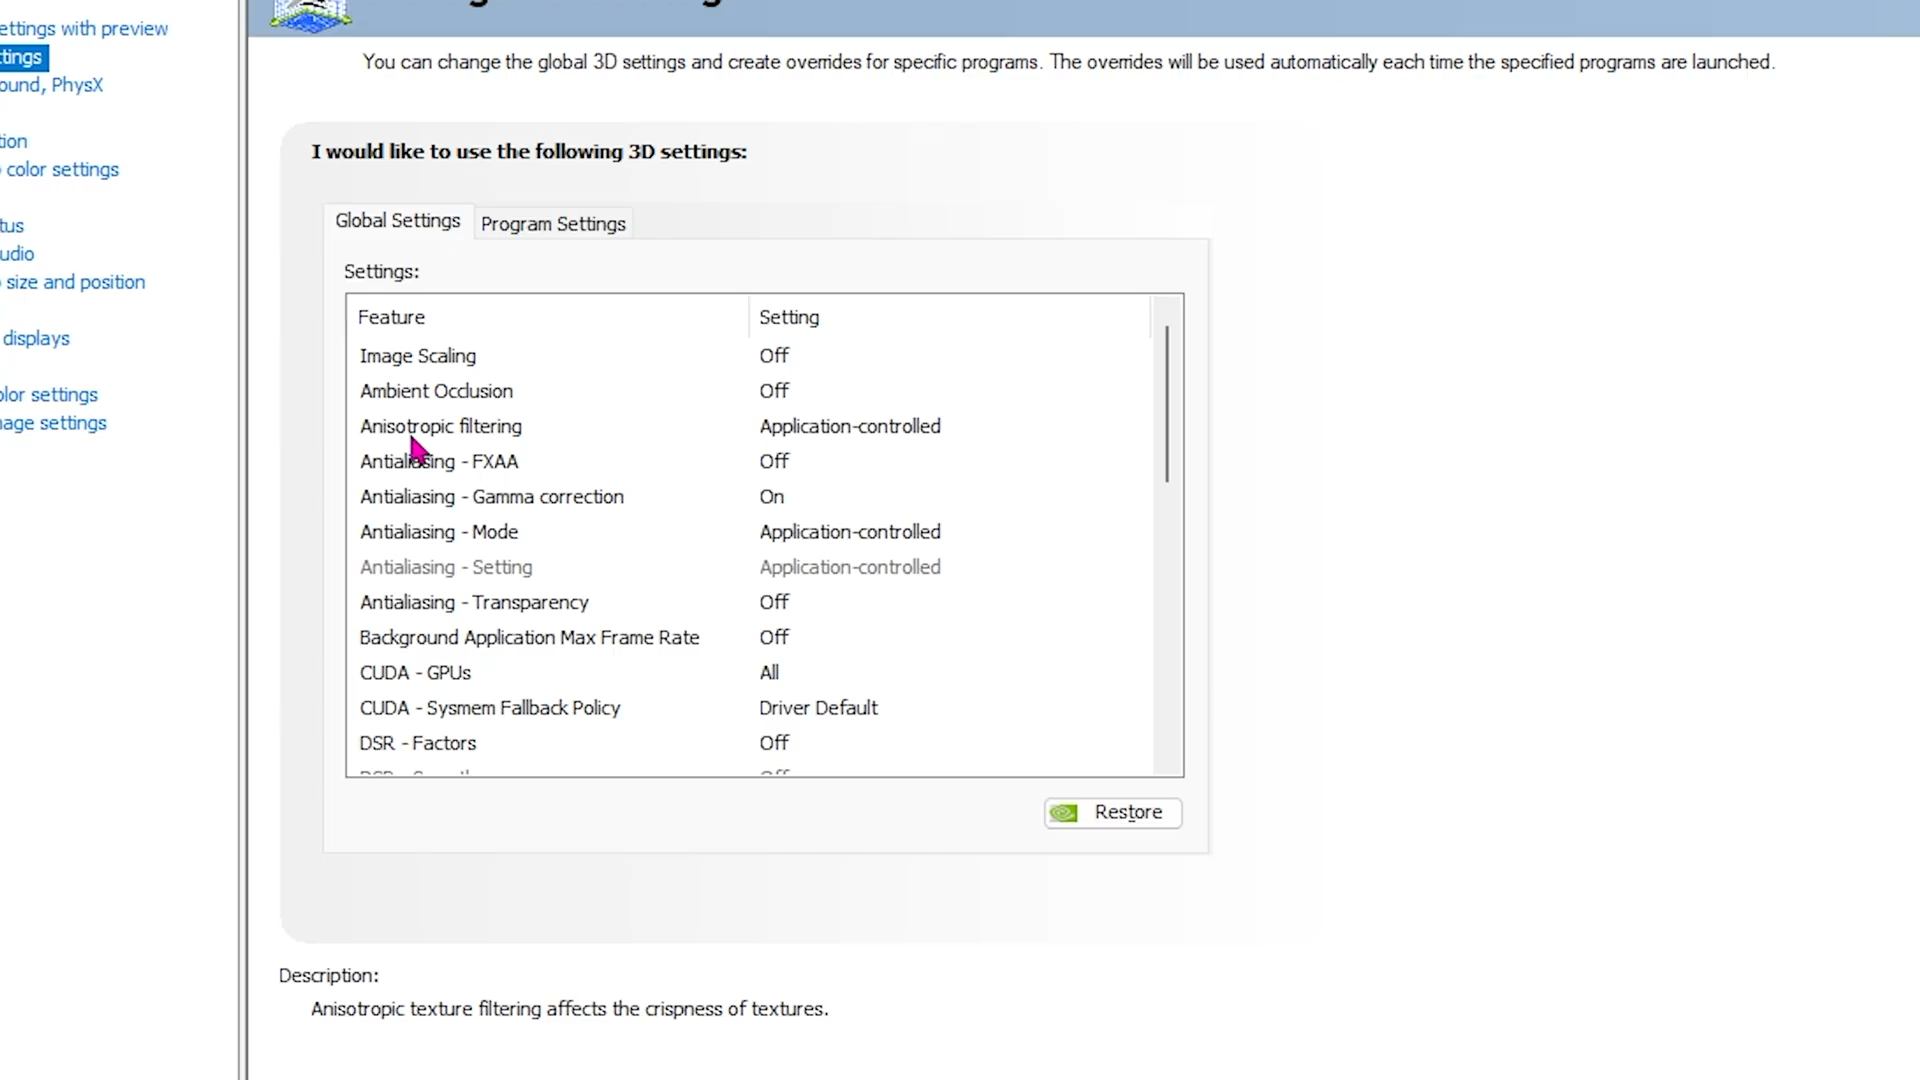 ettings with preview
tings
ound, PhysX
tion
color settings
tus
udio
size and position
displays
olor settings
age settings
You can change the global 3D settings and create overrides for specific programs. The overrides will be used automatically each time the specified programs are launched.
I would like to use the following 3D settings:
Global Settings Program Settings
Settings:
Feature Setting
Image Scaling Off
Ambient Occlusion Off
Anisotropic filtering Application-controlled
Antialiasing - FXAA Off
Antialiasing - Gamma correction On
Antialiasing - Mode Application-controlled
Antialiasing - Setting Application-controlled
Antialiasing - Transparency Off
Background Application Max Frame Rate Off
CUDA - GPUs All
CUDA - Sysmem Fallback Policy Driver Default
DSR - Factors Off
Restore
Description:
Anisotropic texture filtering affects the crispness of textures.